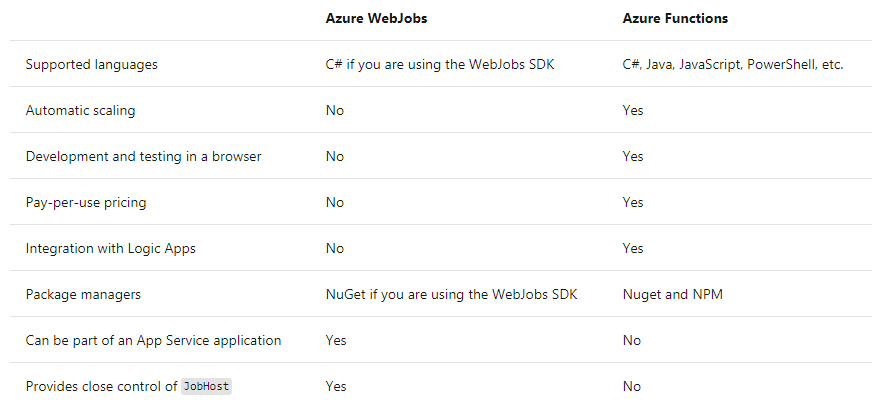 Azure WebJobs Azure Functions
Supported languages C# if you are using the WebJobs SDK C#, Java, JavaScript, PowerShell, etc.
Automatic scaling No Yes
Development and testing in a browser No Yes
Pay-per-use pricing No Yes
Integration with Logic Apps No Yes
Package managers NuGet if you are using the WebJobs SDK Nuget and NPM
Can be part of an App Service application Yes No
Provides close control of JobHost Yes No